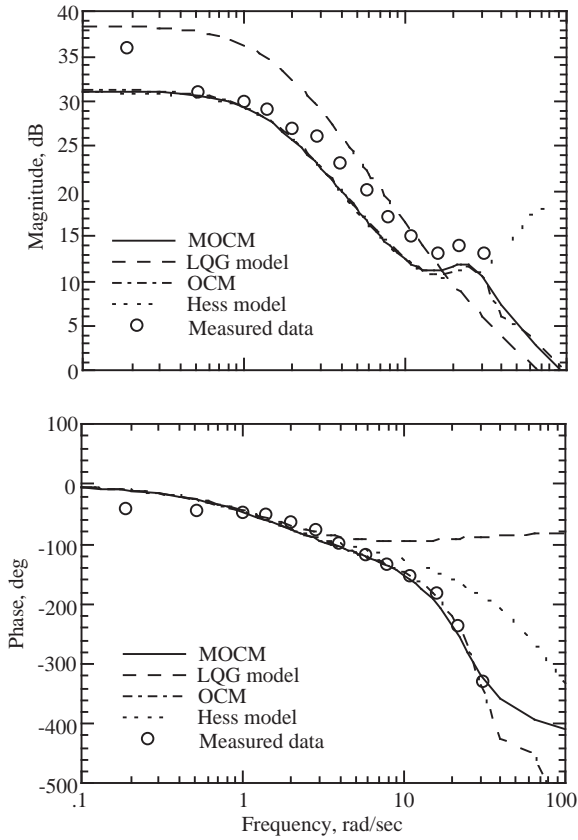 40
35
30
25
20
15
10
5
0
Magnitude, dB
MOCM
LQG model
OCM
Hess model
Measured data
100
0
-100
-200
-300
-400
-500
Phase, deg
MOCM
LQG model
OCM
Hess model
Measured data
.1
1
10
100
Frequency, rad/sec